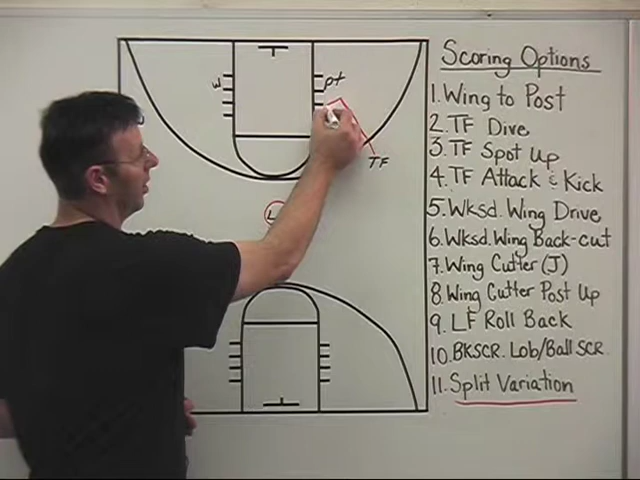 Scoring Options
1. Wing to Post
2. TF Dive
3. TF Spot Up
4. TF Attack & Kick
5. Wksd. Wing Drive
6. Wksd. Wing Back-cut
7. Wing Cutter (J)
8. Wing Cutter Post Up
9. LF Roll Back
10. BKSCR. Lob/Ball SCR.
11. Split Variation
W
pt
TF
L